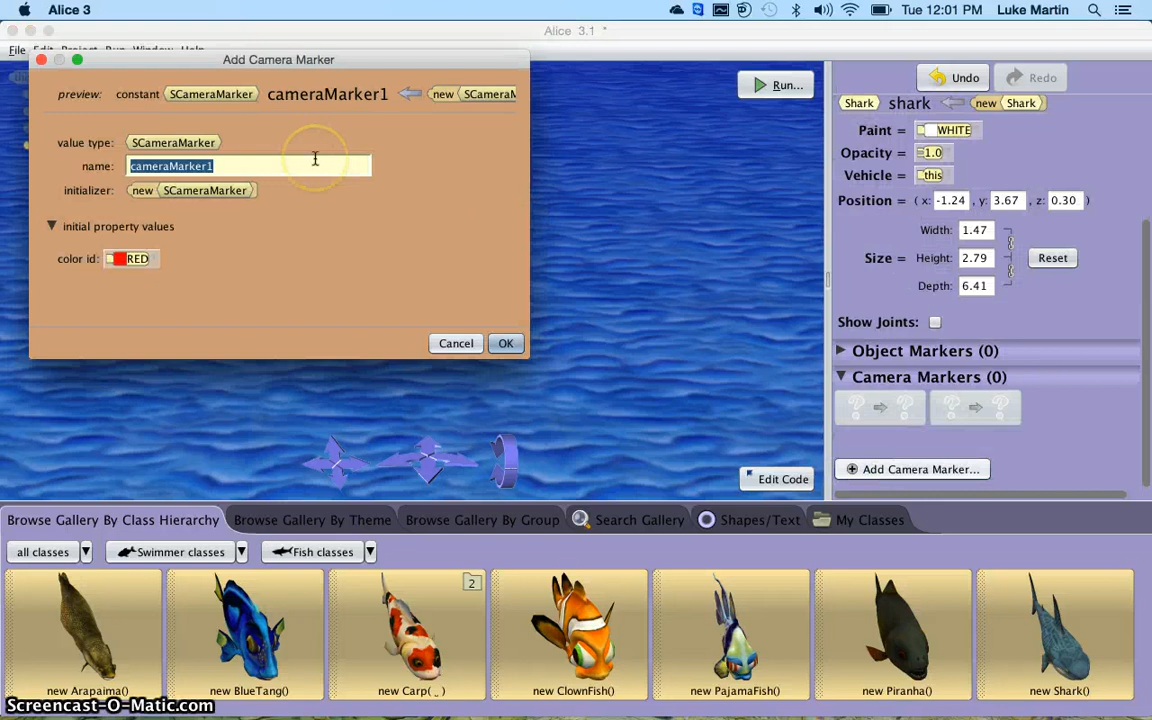 Alice 3 Tue 12:01 PM Luke Martin
Alice 3.1 *
File Edit Project Run Window Help
Add Camera Marker
preview: constant SCameraMarker cameraMarker1 new SCameraM
value type: SCameraMarker
name: cameraMarker1
initializer: new SCameraMarker
initial property values
color id: RED
Cancel OK
Run...
Edit Code
Undo Redo
Shark shark new Shark
Paint = WHITE
Opacity = 1.0
Vehicle = this
Position = ( x: -1.24 , y: 3.67 , z: 0.30 )
Width: 1.47
Size = Height: 2.79 Reset
Depth: 6.41
Show Joints:
Object Markers (0)
Camera Markers (0)
? ? ? ?
Add Camera Marker...
Browse Gallery By Class Hierarchy Browse Gallery By Theme Browse Gallery By Group Search Gallery Shapes/Text My Classes
all classes Swimmer classes Fish classes
2
new Arapaima() new BlueTang() new Carp( ) new ClownFish() new PajamaFish() new Piranha() new Shark()
Screencast-O-Matic.com